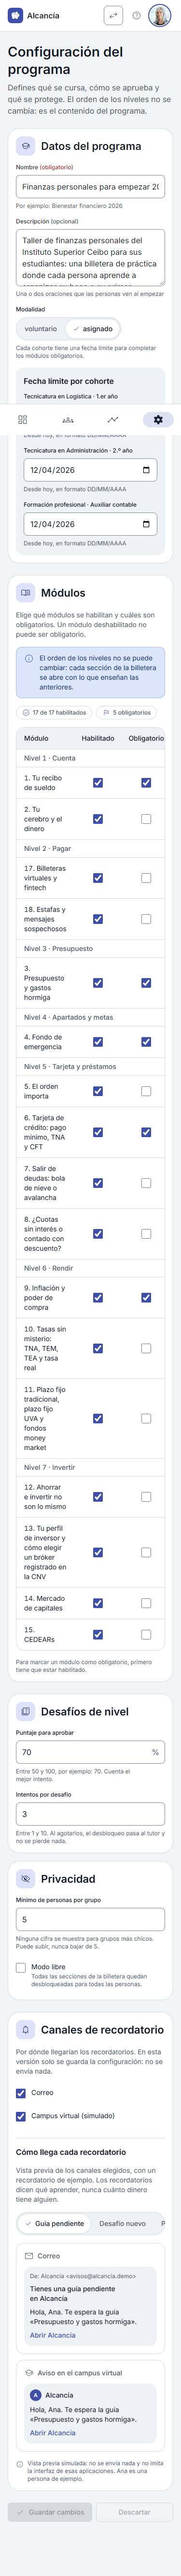 Alcancía
Configuración del
programa
Defines qué se cursa, cómo se aprueba y
qué se protege. El orden de los niveles no se
cambia: es el contenido del programa.
Datos del programa
Nombre (obligatorio)
Finanzas personales para empezar 20
Por ejemplo: Bienestar financiero 2026
Descripción (opcional)
Taller de finanzas personales del
Instituto Superior Ceibo para sus
estudiantes: una billetera de práctica
donde cada persona aprende a
Una o dos oraciones que las personas ven al empezar
Modalidad
voluntario
asignado
Cada cohorte tiene una fecha límite para completar
los módulos obligatorios.
Fecha límite por cohorte
Tecnicatura en Logística · 1.er año
Desde hoy, en formato DD/MM/AAAA
Tecnicatura en Administración · 2.º año
12/04/2026
Desde hoy, en formato DD/MM/AAAA
Formación profesional · Auxiliar contable
12/04/2026
Desde hoy, en formato DD/MM/AAAA
Módulos
Elige qué módulos se habilitan y cuáles son
obligatorios. Un módulo deshabilitado no
puede ser obligatorio.
El orden de los niveles no se puede
cambiar: cada sección de la billetera
se abre con lo que enseñan las
anteriores.
17 de 17 habilitados
5 obligatorios
Módulo Habilitado Obligatorio
Nivel 1 · Cuenta
1. Tu recibo
de sueldo
2. Tu
cerebro y el
dinero
Nivel 2 · Pagar
17. Billeteras
virtuales y
fintech
18. Estafas y
mensajes
sospechosos
Nivel 3 · Presupuesto
3.
Presupuesto
y gastos
hormiga
Nivel 4 · Apartados y metas
4. Fondo de
emergencia
Nivel 5 · Tarjeta y préstamos
5. El orden
importa
6. Tarjeta de
crédito: pago
mínimo, TNA
y CFT
7. Salir de
deudas: bola
de nieve o
avalancha
8. ¿Cuotas
sin interés o
contado con
descuento?
Nivel 6 · Rendir
9. Inflación y
poder de
compra
10. Tasas sin
misterio:
TNA, TEM,
TEA y tasa
real
11. Plazo fijo
tradicional,
plazo fijo
UVA y
fondos
money
market
Nivel 7 · Invertir
12. Ahorrar
e invertir no
son lo mismo
13. Tu perfil
de inversor y
cómo elegir
un bróker
registrado en
la CNV
14. Mercado
de capitales
15.
CEDEARs
Para marcar un módulo como obligatorio, primero
tiene que estar habilitado.
Desafíos de nivel
Puntaje para aprobar
70 %
Entre 50 y 100, por ejemplo: 70. Cuenta el
mejor intento.
Intentos por desafío
3
Entre 1 y 10. Al agotarlos, el desbloqueo pasa al tutor y
no se pierde nada.
Privacidad
Mínimo de personas por grupo
5
Ninguna cifra se muestra para grupos más chicos.
Puede subir, nunca bajar de 5.
Modo libre
Todas las secciones de la billetera quedan
desbloqueadas para todas las personas.
Canales de recordatorio
Por dónde llegarían los recordatorios. En esta
versión solo se guarda la configuración: no se
envía nada.
Correo
Campus virtual (simulado)
Cómo llega cada recordatorio
Vista previa de los canales elegidos, con un
recordatorio de ejemplo. Los recordatorios
dicen qué aprender, nunca cuánto dinero
tiene alguien.
Guía pendiente
Desafío nuevo
Correo
De: Alcancía <avisos@alcancia.demo>
Tienes una guía pendiente
en Alcancía
Hola, Ana. Te espera la guía
«Presupuesto y gastos hormiga».
Abrir Alcancía
Aviso en el campus virtual
A Alcancía
Hola, Ana. Te espera la guía
«Presupuesto y gastos hormiga».
Abrir Alcancía
Vista previa simulada: no se envía nada y no imita
la interfaz de esas aplicaciones. Ana es una
persona de ejemplo.
Guardar cambios
Descartar